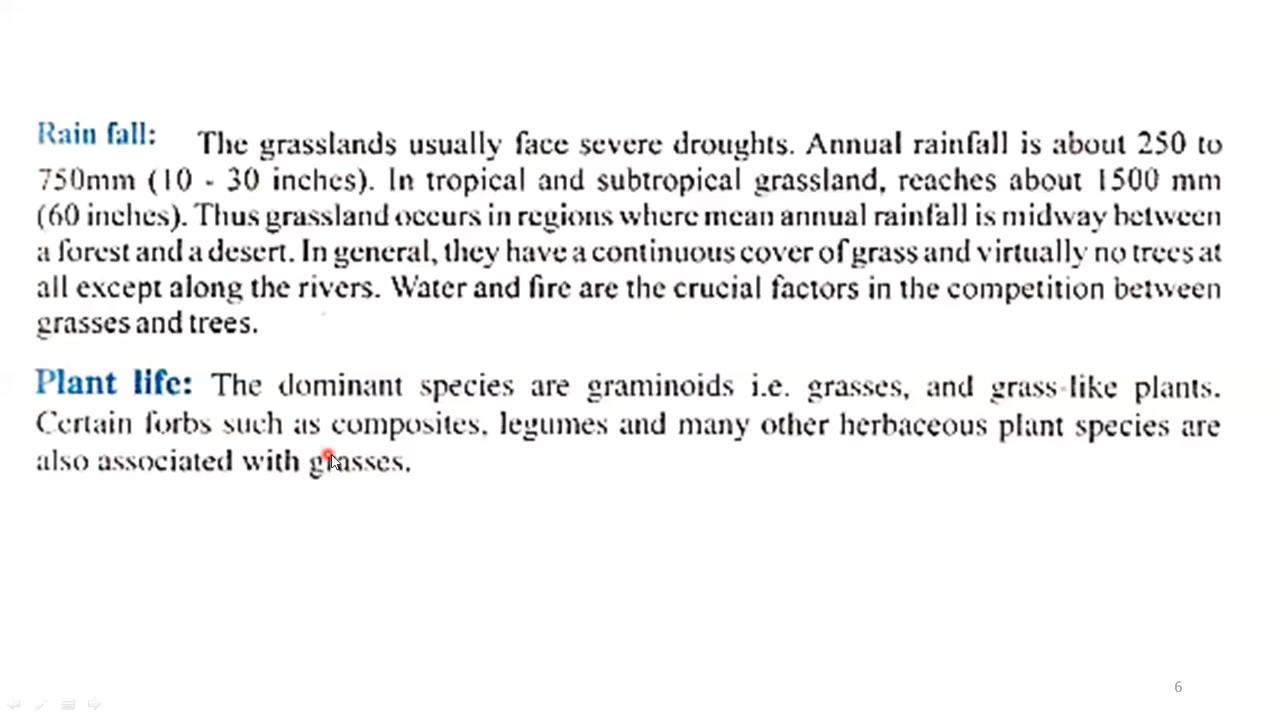 Rain fall: The grasslands usually face severe droughts. Annual rainfall is about 250 to
750mm (10 - 30 inches). In tropical and subtropical grassland, reaches about 1500 mm
(60 inches). Thus grassland occurs in regions where mean annual rainfall is midway between
a forest and a desert. In general, they have a continuous cover of grass and virtually no trees at
all except along the rivers. Water and fire are the crucial factors in the competition between
grasses and trees.
Plant life: The dominant species are graminoids i.e. grasses, and grass-like plants.
Certain forbs such as composites, legumes and many other herbaceous plant species are
also associated with grasses.
6